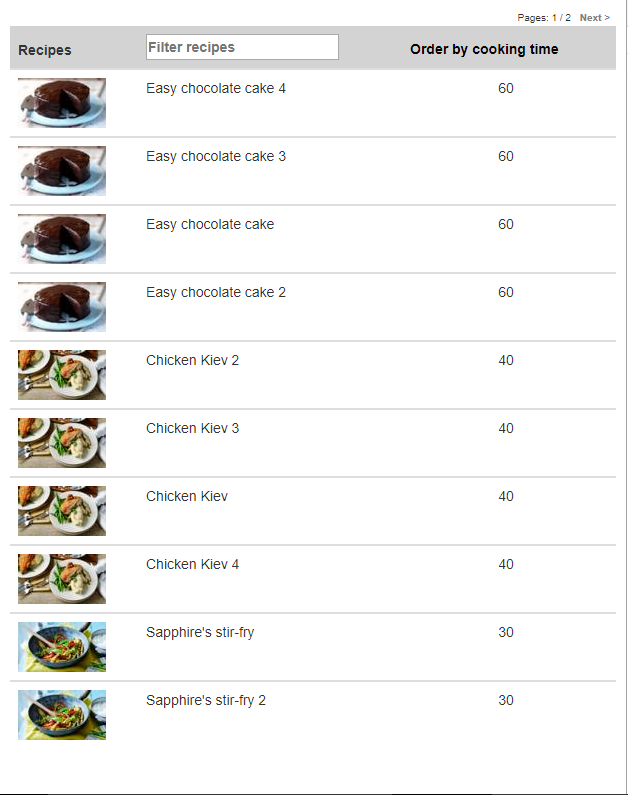 Pages: 1 / 2 Next >
Recipes Filter recipes Order by cooking time
Easy chocolate cake 4 60
Easy chocolate cake 3 60
Easy chocolate cake 60
Easy chocolate cake 2 60
Chicken Kiev 2 40
Chicken Kiev 3 40
Chicken Kiev 40
Chicken Kiev 4 40
Sapphire's stir-fry 30
Sapphire's stir-fry 2 30